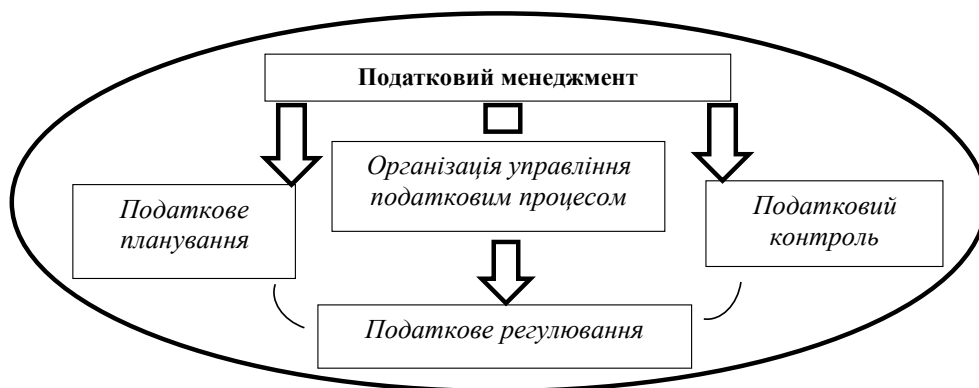 Податковий менеджмент
Організація управління
податковим процесом
Податкове
планування
Податковий
контроль
Податкове регулювання